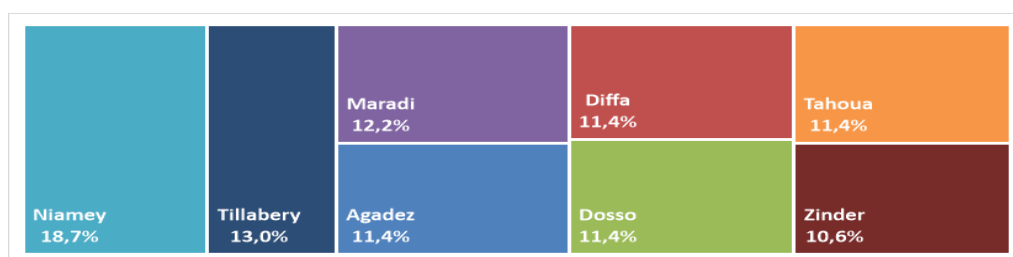 Niamey
18,7%
Tillabery
13,0%
Maradi
12,2%
Agadez
11,4%
Diffa
11,4%
Dosso
11,4%
Tahoua
11,4%
Zinder
10,6%